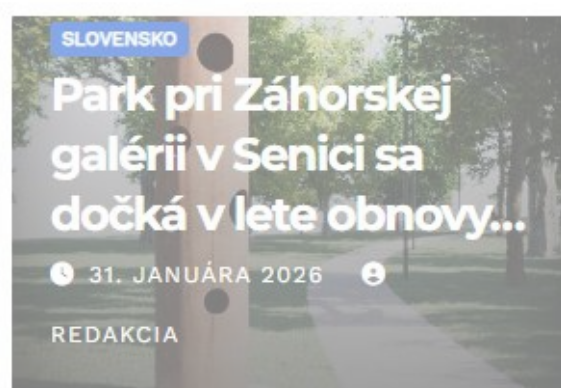 SLOVENSKO
Park pri Záhorskej
galérii v Senici sa
dočká v lete obnovy...
31. JANUÁRA 2026
REDAKCIA